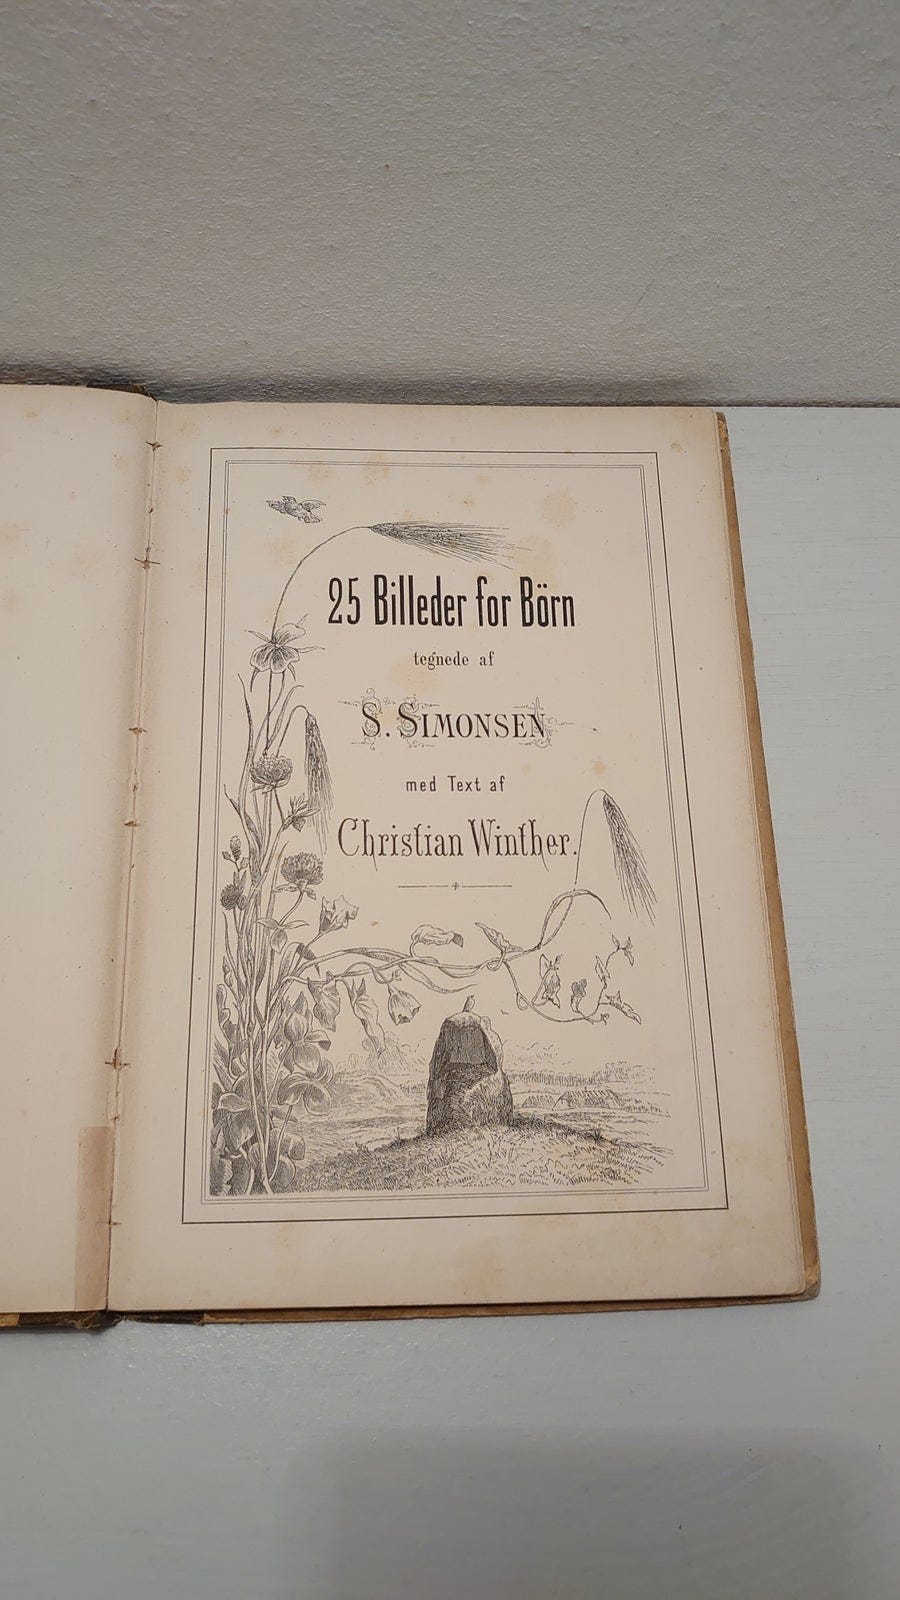 25 Billeder for Börn
tegnede af
S. SIMONSEN
med Text af
Christian Winther.